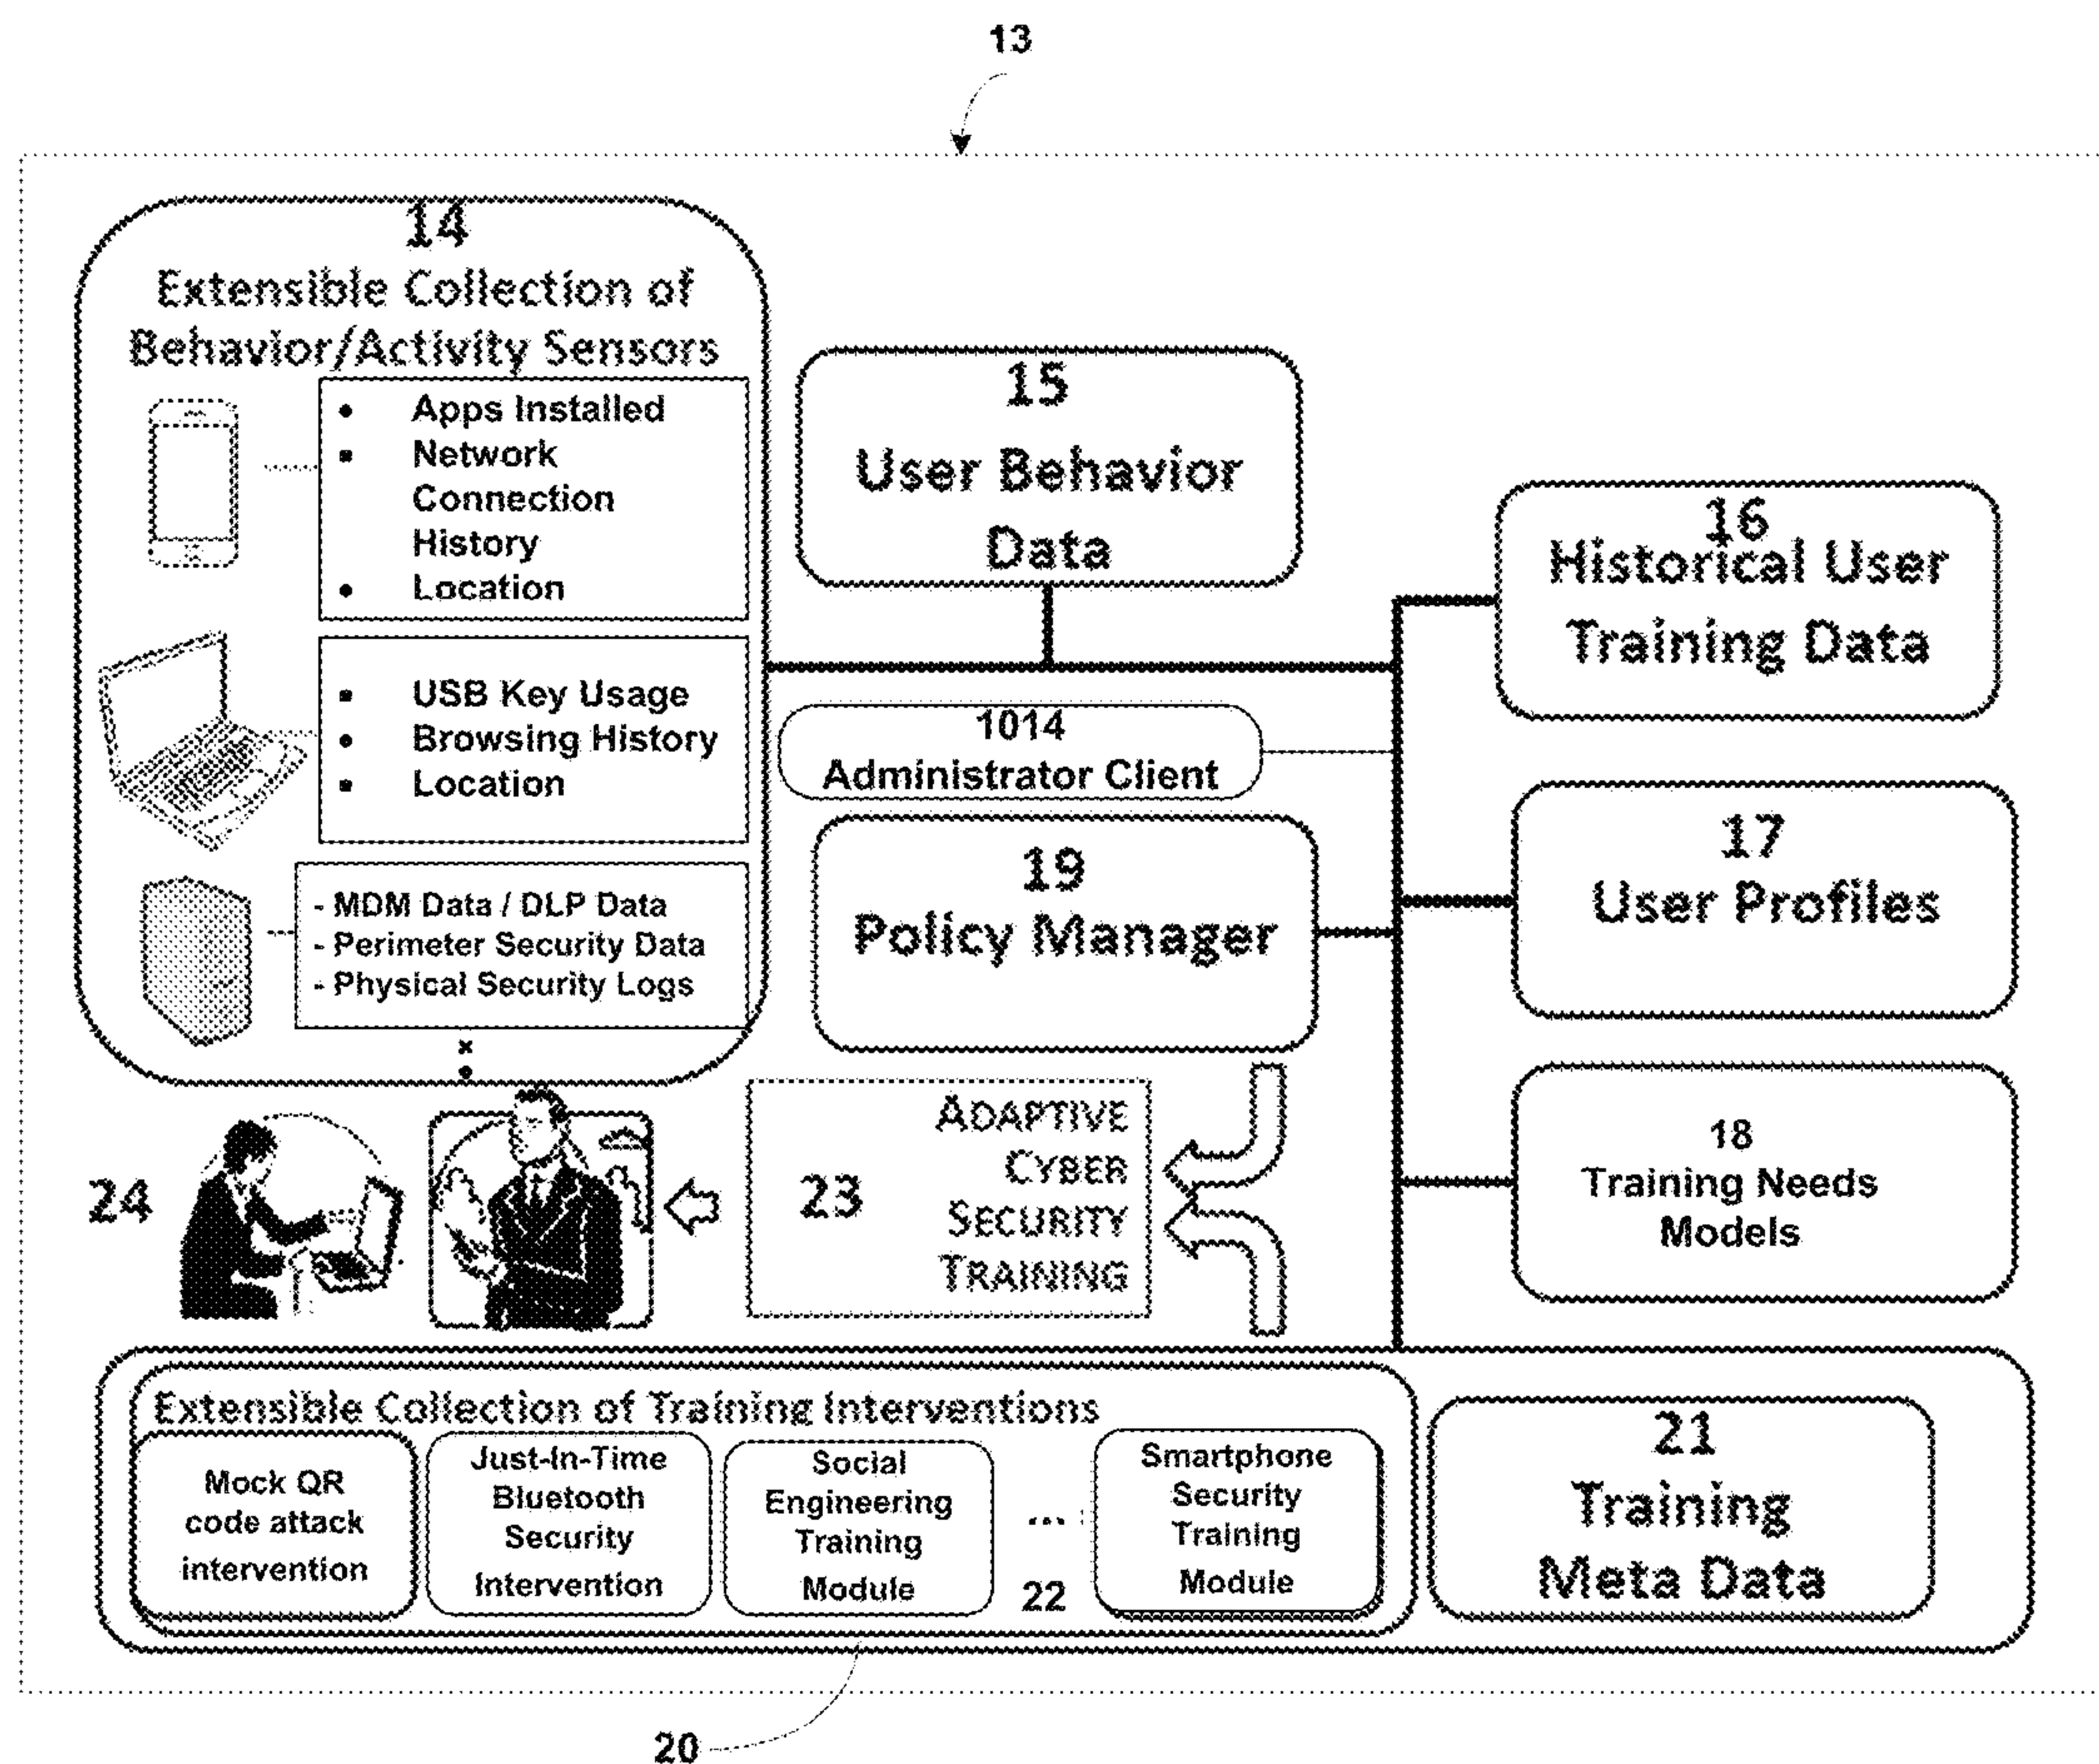 13
14
Extensible Collection of
Behavior/Activity Sensors
• Apps Installed
▪ Network
Connection
History
• Location
▪ USB Key Usage
• Browsing History
▪ Location
- MDM Data / DLP Data
- Perimeter Security Data
- Physical Security Logs
15
User Behavior
Data
16
Historical User
Training Data
1014
Administrator Client
19
Policy Manager
17
User Profiles
18
Training Needs
Models
24
23
ADAPTIVE
CYBER
SECURITY
TRAINING
Extensible Collection of Training Interventions
Mock QR
code attack
intervention
Just-In-Time
Bluetooth
Security
Intervention
Social
Engineering
Training
Module
...
22
Smartphone
Security
Training
Module
21
Training
Meta Data
20